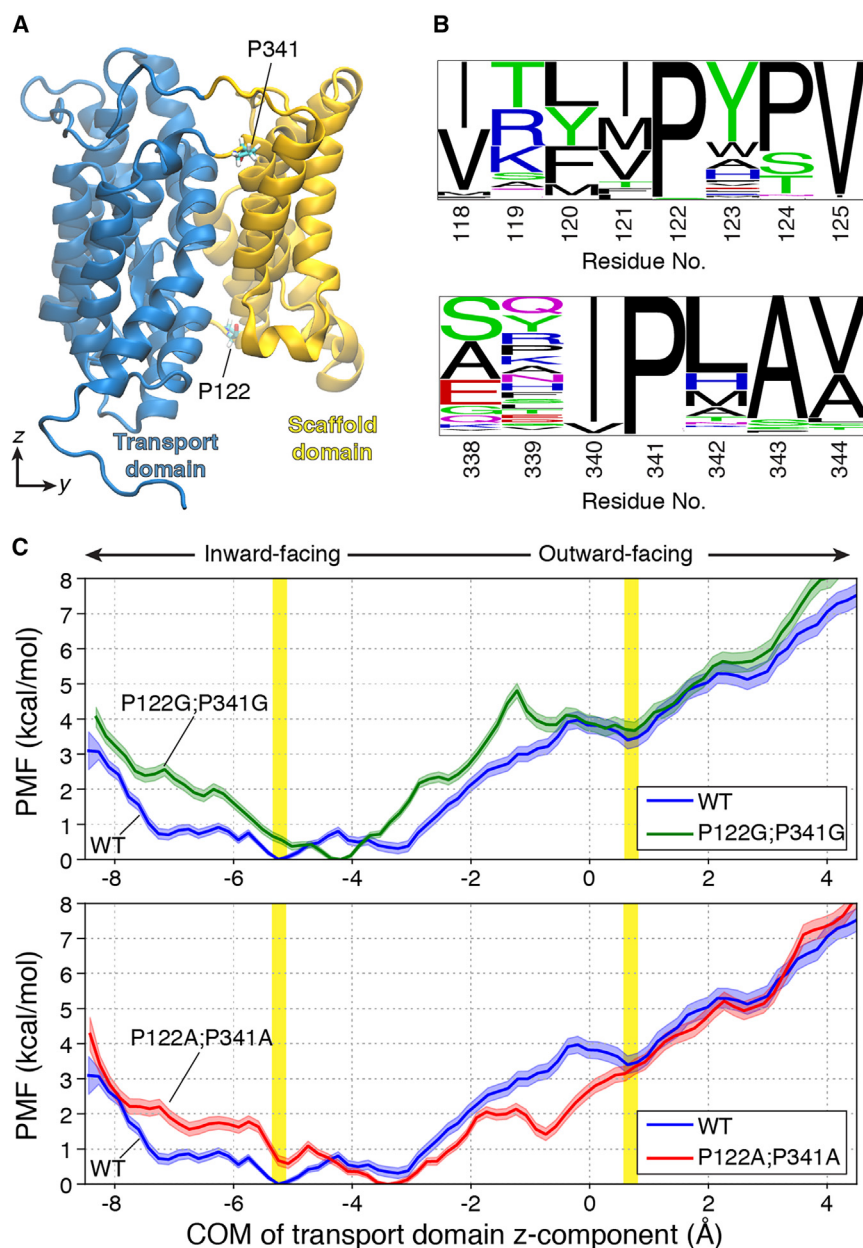 A
P341
P122
Transport
domain
Scaffold
domain
z
y
B
118 119 120 121 122 123 124 125
Residue No.
338 339 340 341 342 343 344
Residue No.
C
Inward-facing Outward-facing
8
7
6
5
4
3
2
1
0
PMF (kcal/mol)
P122G;P341G
WT
WT
P122G;P341G
-8 -6 -4 -2 0 2 4
8
7
6
5
4
3
2
1
0
PMF (kcal/mol)
P122A;P341A
WT
WT
P122A;P341A
-8 -6 -4 -2 0 2 4
COM of transport domain z-component (Å)